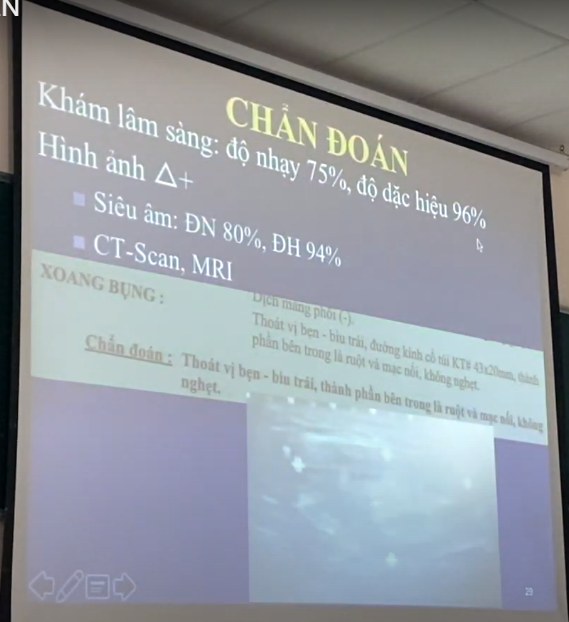 N
CHẨN ĐOÁN
Khám lâm sàng: độ nhạy 75%, độ dặc hiệu 96%
Hình ảnh △+
Siêu âm: ĐN 80%, ĐH 94%
CT-Scan, MRI
XOANG BỤNG :
Dịch màng phổi (-).
Thoát vị bẹn - bìu trái, đường kính cổ túi KT# 43x20mm, thành
phần bên trong là ruột và mạc nối, không nghẹt.
Chẩn đoán : Thoát vị bẹn - bìu trái, thành phần bên trong là ruột và mạc nối, không
nghẹt.
23